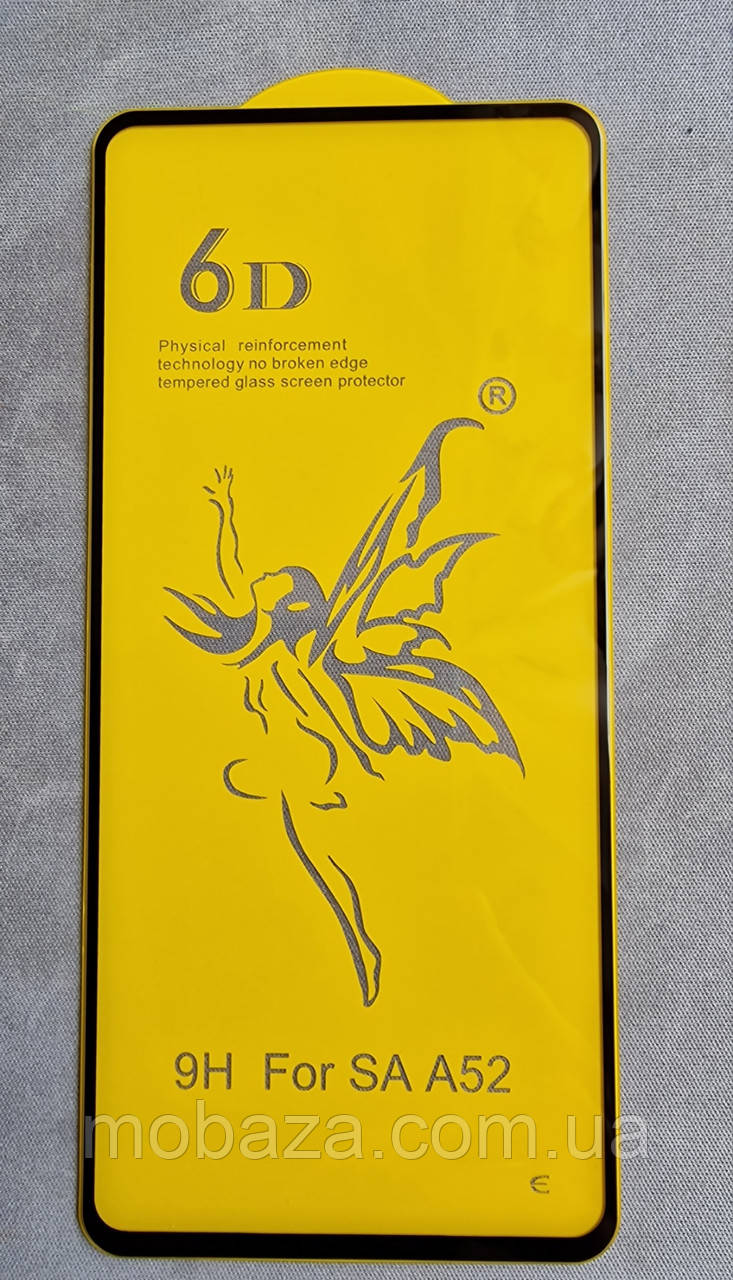 6D
Physical reinforcement
technology no broken edge
tempered glass screen protector
®
9H For SA A52
mobaza.com.ua
€